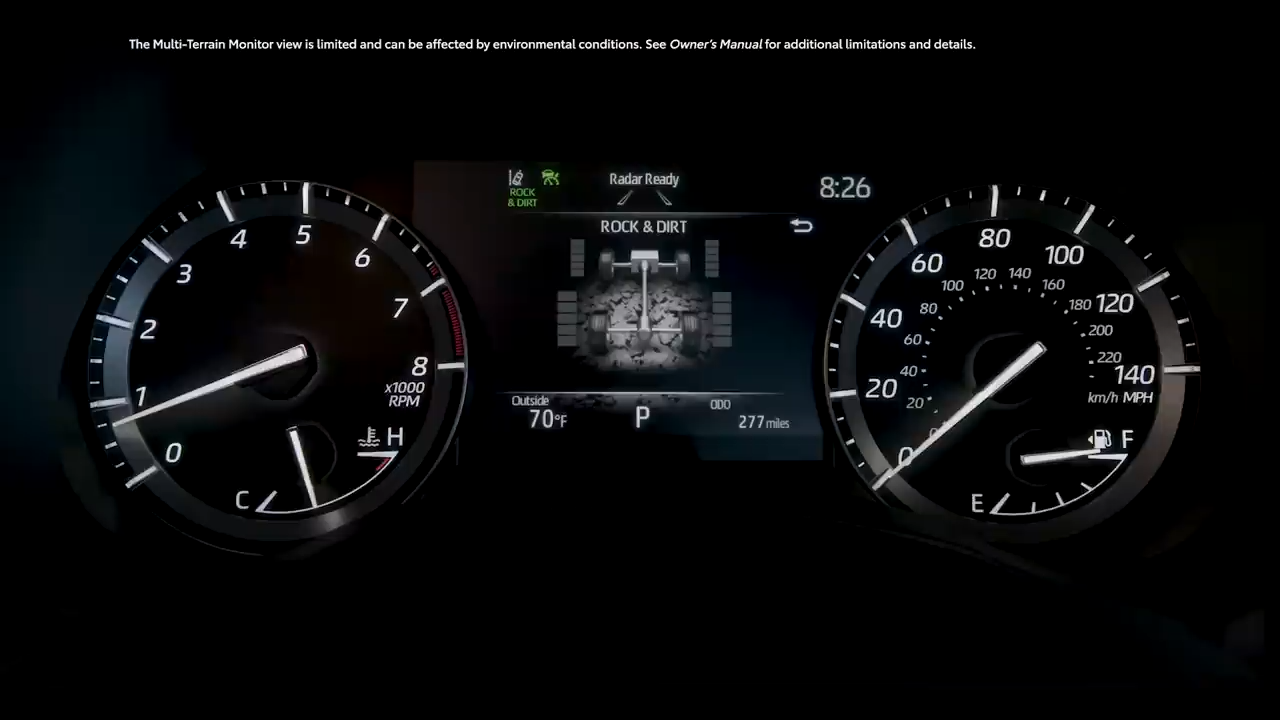 The Multi-Terrain Monitor view is limited and can be affected by environmental conditions. See Owner's Manual for additional limitations and details.
ROCK
& DIRT
Radar Ready
8:26
ROCK & DIRT
Outside
70°F
P
ODO
277 miles
0
1
2
3
4
5
6
7
8
x1000
RPM
C
H
0
20
40
60
80
100
120
140
km/h MPH
0
20
40
60
80
100
120
140
160
180
200
220
E
F